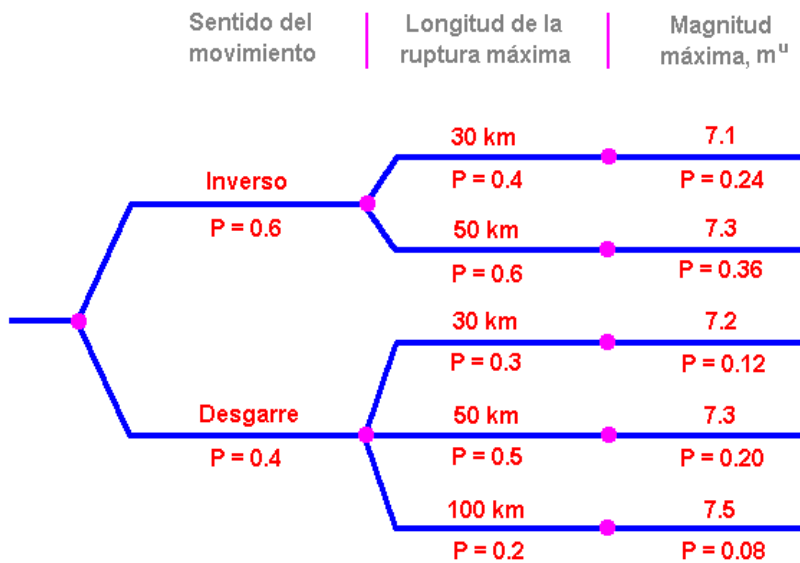 Sentido del
movimiento
Longitud de la
ruptura máxima
Magnitud
máxima, mᵘ
Inverso
P = 0.6
30 km
P = 0.4
7.1
P = 0.24
50 km
P = 0.6
7.3
P = 0.36
Desgarre
P = 0.4
30 km
P = 0.3
7.2
P = 0.12
50 km
P = 0.5
7.3
P = 0.20
100 km
P = 0.2
7.5
P = 0.08